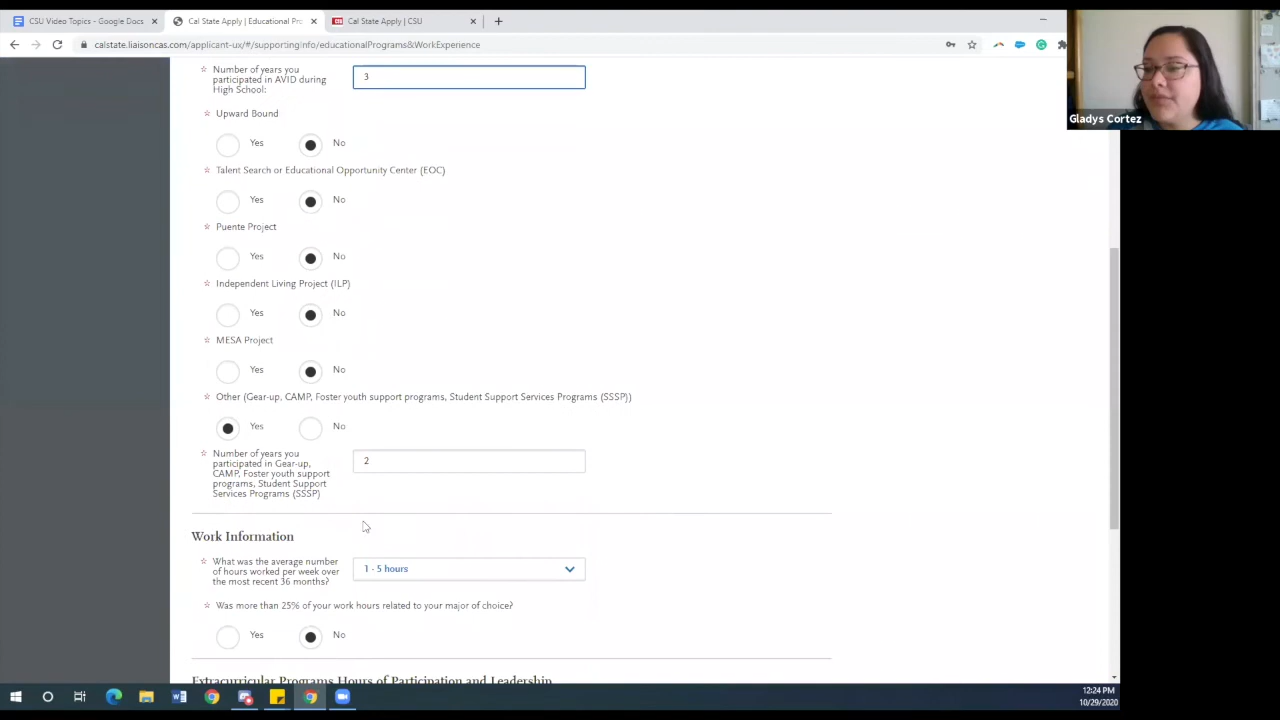 CSU Video Topics - Google Docs
Cal State Apply | Educational Pro
Cal State Apply | CSU
calstate.liaisoncas.com/applicant-ux/#/supportingInfo/educationalPrograms&WorkExperience
Gladys Cortez
Number of years you
participated in AVID during
High School:
3
Upward Bound
Yes No
Talent Search or Educational Opportunity Center (EOC)
Yes No
Puente Project
Yes No
Independent Living Project (ILP)
Yes No
MESA Project
Yes No
Other (Gear-up, CAMP, Foster youth support programs, Student Support Services Programs (SSSP))
Yes No
Number of years you
participated in Gear-up,
CAMP, Foster youth support
programs, Student Support
Services Programs (SSSP)
2
Work Information
What was the average number
of hours worked per week over
the most recent 36 months?
1 - 5 hours
Was more than 25% of your work hours related to your major of choice?
Yes No
Extracurricular Programs Hours of Participation and Leadership
12:24 PM
10/29/2020